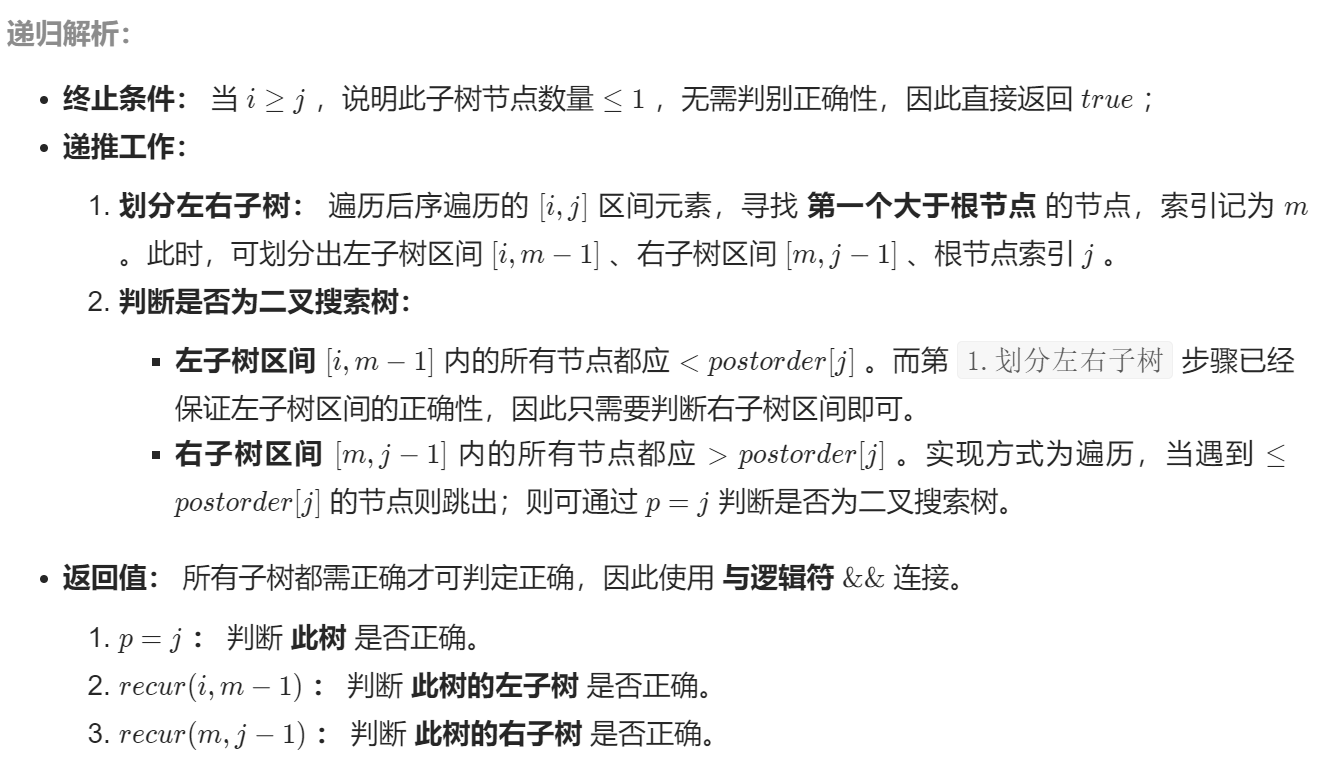 递归解析：
• 终止条件： 当 i ≥ j ，说明此子树节点数量 ≤ 1 ，无需判别正确性，因此直接返回 true ；
• 递推工作：
1. 划分左右子树： 遍历后序遍历的 [i, j] 区间元素，寻找 第一个大于根节点 的节点，索引记为 m
。此时，可划分出左子树区间 [i, m − 1] 、右子树区间 [m, j − 1] 、根节点索引 j 。
2. 判断是否为二叉搜索树：
▪ 左子树区间 [i, m − 1] 内的所有节点都应 < postorder[j] 。而第 1.划分左右子树 步骤已经
保证左子树区间的正确性，因此只需要判断右子树区间即可。
▪ 右子树区间 [m, j − 1] 内的所有节点都应 > postorder[j] 。实现方式为遍历，当遇到 ≤
postorder[j] 的节点则跳出；则可通过 p = j 判断是否为二叉搜索树。
• 返回值： 所有子树都需正确才可判定正确，因此使用 与逻辑符 && 连接。
1. p = j ： 判断 此树 是否正确。
2. recur(i, m − 1) ： 判断 此树的左子树 是否正确。
3. recur(m, j − 1) ： 判断 此树的右子树 是否正确。